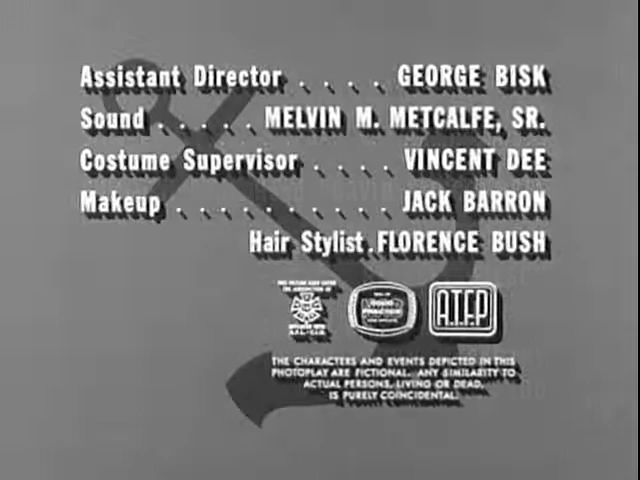 Assistant Director . . . . GEORGE BISK
Sound . . . . . MELVIN M. METCALFE, SR.
Costume Supervisor . . . . VINCENT DEE
Makeup . . . . . . . . . JACK BARRON
Hair Stylist . FLORENCE BUSH
A.T.F.P.
THE CHARACTERS AND EVENTS DEPICTED IN THIS
PHOTOPLAY ARE FICTIONAL. ANY SIMILARITY TO
ACTUAL PERSONS, LIVING OR DEAD,
IS PURELY COINCIDENTAL.